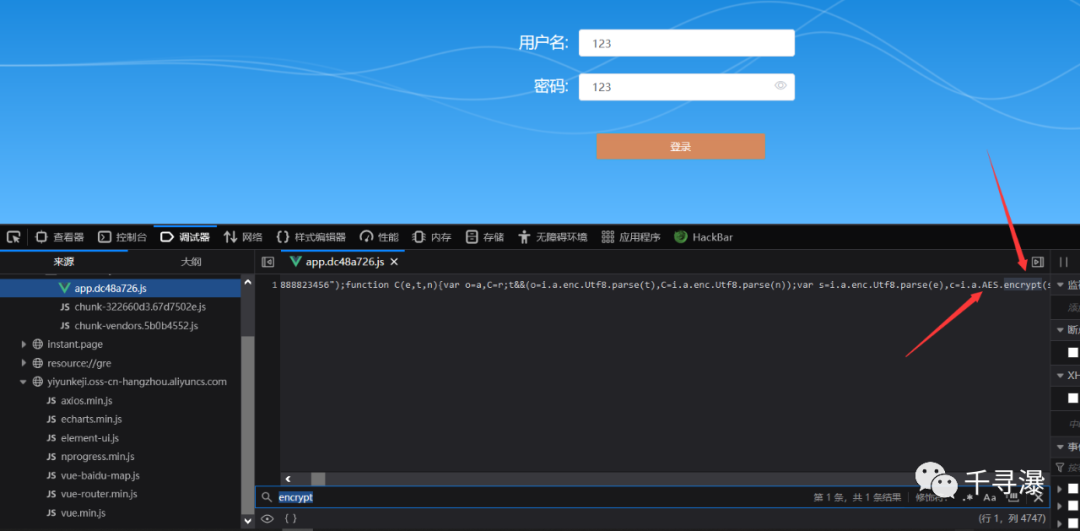 用户名: 123
密码: 123
登录
查看器 控制台 调试器 网络 样式编辑器 性能 内存 存储 无障碍环境 应用程序 HackBar
来源 大纲 app.dc48a726.js
app.dc48a726.js
chunk-322660d3.67d7502e.js
chunk-vendors.5b0b4552.js
instant.page
resource://gre
yiyunkeji.oss-cn-hangzhou.aliyuncs.com
axios.min.js
echarts.min.js
element-ui.js
nprogress.min.js
vue-baidu-map.js
vue-router.min.js
vue.min.js
1 888823456");function C(e,t,n){var o=a,C=r;t&&(o=i.a.enc.Utf8.parse(t),C=i.a.enc.Utf8.parse(n));var s=i.a.enc.Utf8.parse(e),c=i.a.AES.encrypt(s
XH
encrypt 第 1 条，共 1 条结果 .* Aa
{ } (行 1，列 4747)
千寻瀑